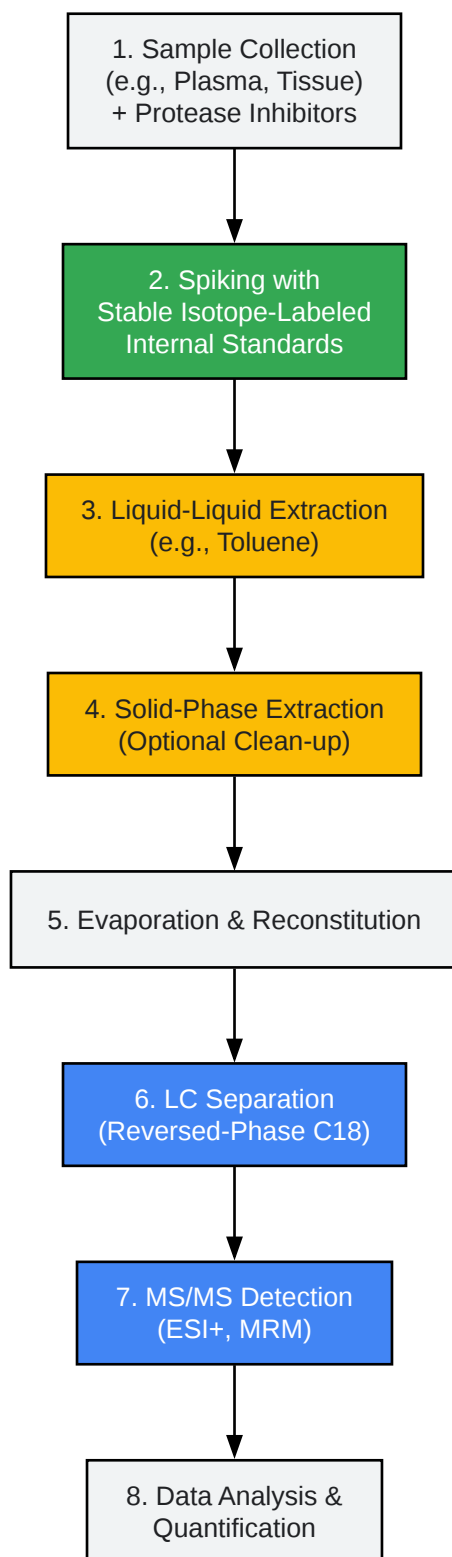 1. Sample Collection
(e.g., Plasma, Tissue)
+ Protease Inhibitors
2. Spiking with
Stable Isotope-Labeled
Internal Standards
3. Liquid-Liquid Extraction
(e.g., Toluene)
4. Solid-Phase Extraction
(Optional Clean-up)
5. Evaporation & Reconstitution
6. LC Separation
(Reversed-Phase C18)
7. MS/MS Detection
(ESI+, MRM)
8. Data Analysis &
Quantification